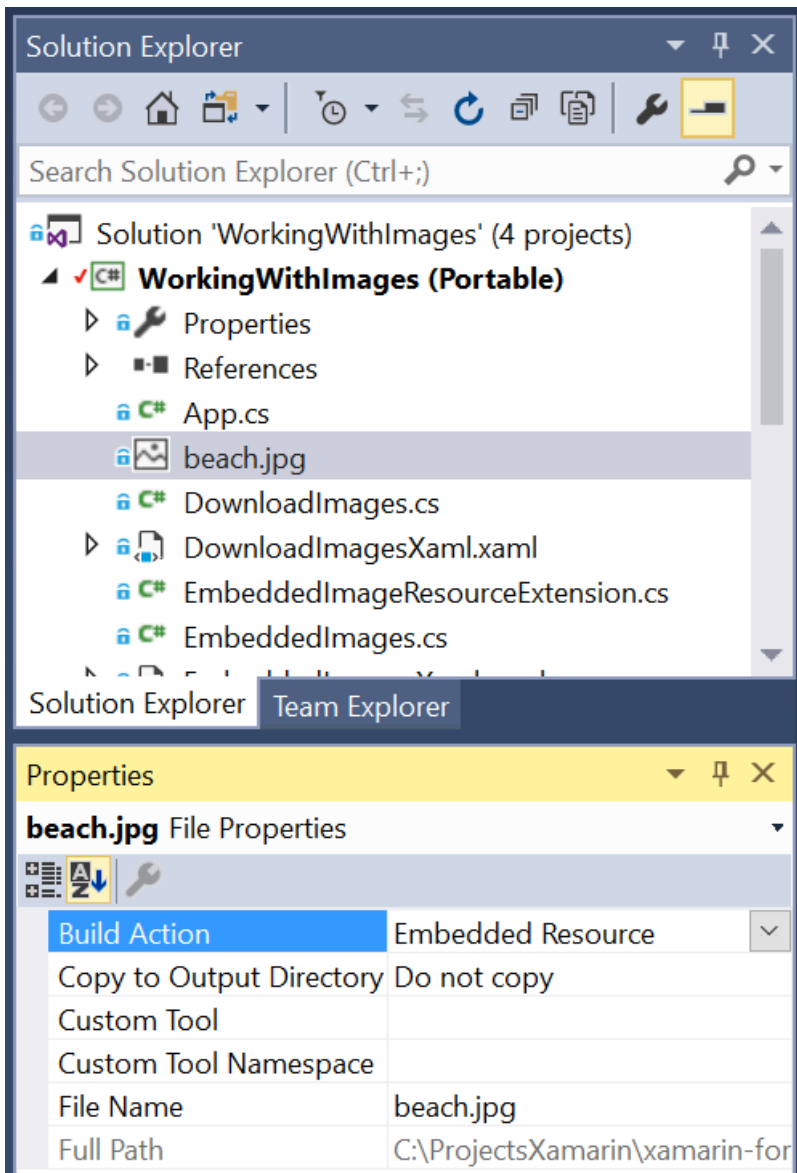 Solution Explorer
Search Solution Explorer (Ctrl+;)
Solution 'WorkingWithImages' (4 projects)
C# WorkingWithImages (Portable)
Properties
References
C# App.cs
beach.jpg
C# DownloadImages.cs
DownloadImagesXaml.xaml
C# EmbeddedImageResourceExtension.cs
C# EmbeddedImages.cs
Solution Explorer Team Explorer
Properties
beach.jpg File Properties
AZ
Build Action Embedded Resource
Copy to Output Directory Do not copy
Custom Tool
Custom Tool Namespace
File Name beach.jpg
Full Path C:\ProjectsXamarin\xamarin-for